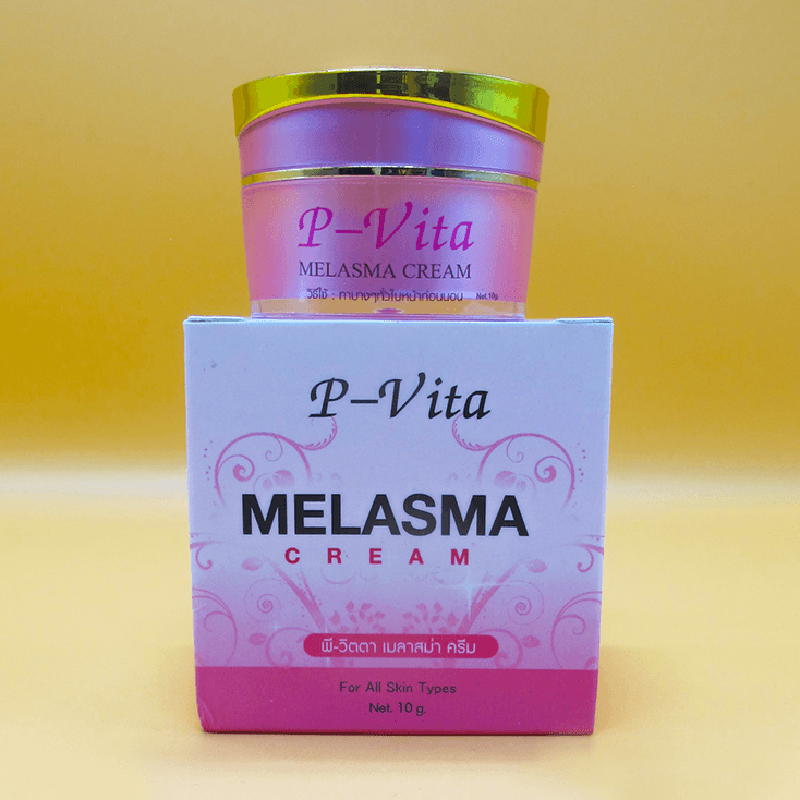 P-Vita
MELASMA CREAM
วิธีใช้ : ทาบางๆทั่วใบหน้าก่อนนอน Net.10g
P-Vita
MELASMA
CREAM
พี-วิตตา เมลาสม่า ครีม
For All Skin Types
Net. 10 g.